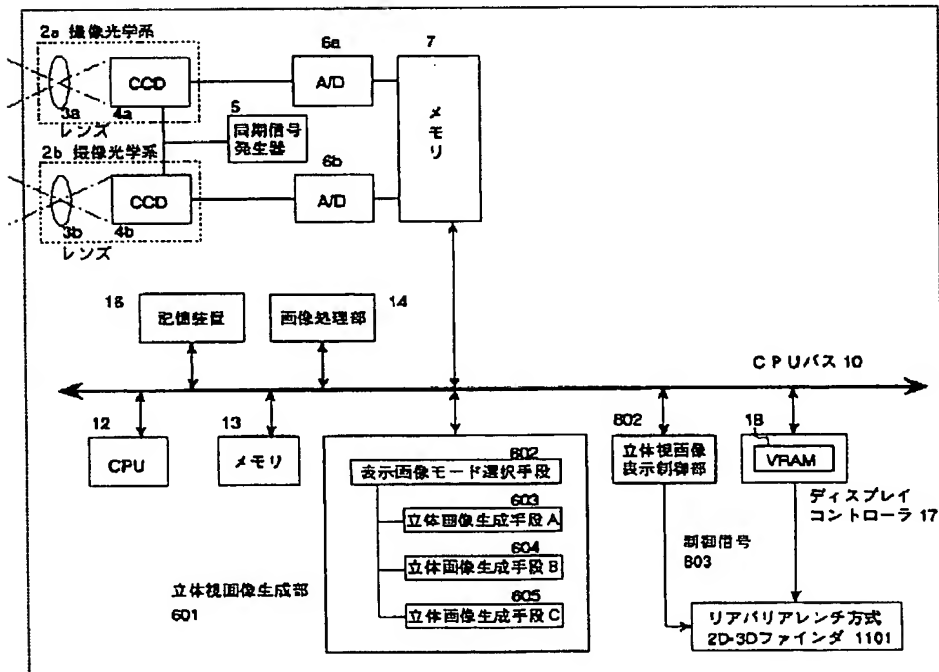 2a 撮像光学系
6a
7
CCD
A/D
3a
4a
レンズ
5
同期信号
発生器
メモリ
2b 撮像光学系
6b
CCD
A/D
3b
4b
レンズ
16
記憶装置
画像処理部
14
CPUバス 10
12
CPU
13
メモリ
602
表示画像モード選択手段
603
立体画像生成手段A
604
立体画像生成手段B
605
立体画像生成手段C
立体視画像生成部
601
802
立体視画像
表示制御部
18
VRAM
ディスプレイ
コントローラ 17
制御信号
803
リアバリアレンチ方式
2D-3Dファインダ 1101